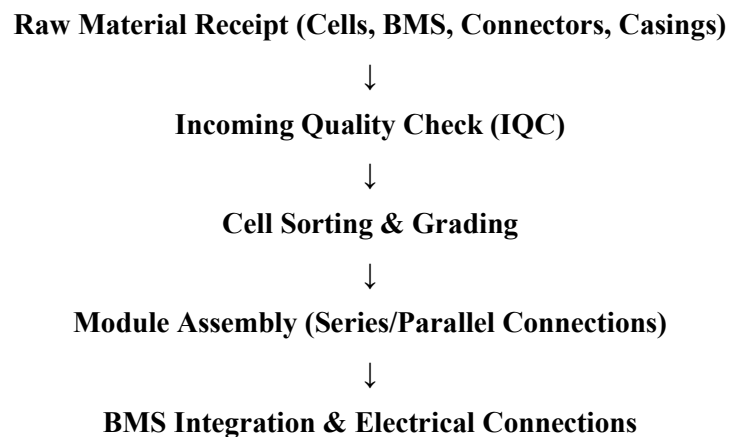 Raw Material Receipt (Cells, BMS, Connectors, Casings)
↓
Incoming Quality Check (IQC)
↓
Cell Sorting & Grading
↓
Module Assembly (Series/Parallel Connections)
↓
BMS Integration & Electrical Connections